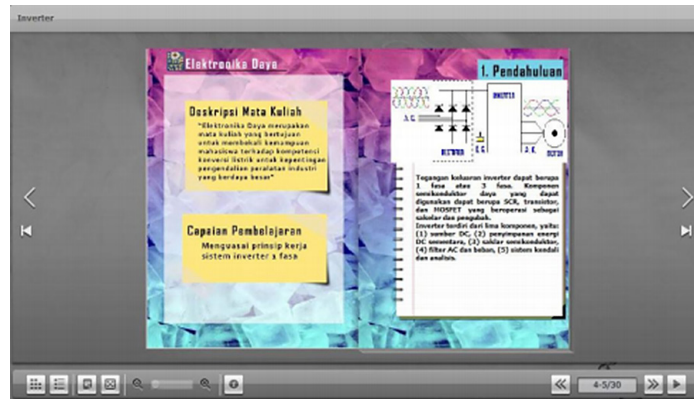 Inverter
Elektronika Daya
Deskripsi Mata Kuliah
"Elektronika Daya merupakan
mata kuliah yang bertujuan
untuk membekali kemampuan
mahasiswa terhadap kompetensi
konversi listrik untuk kepentingan
pengendalian peralatan industri
yang berdaya besar"
Capaian Pembelajaran
Menguasai prinsip kerja
sistem inverter 1 fasa
1. Pendahuluan
INVERTER
A. C.
RECTIFIER
D. C.
A. C.
MOTOR
Tegangan keluaran inverter dapat berupa
1 fasa atau 3 fasa. Komponen
semikonduktor daya yang dapat
digunakan dapat berupa SCR, transistor,
dan MOSFET yang beroperasi sebagai
sakelar dan pengubah.
Inverter terdiri dari lima komponen, yaitu:
(1) sumber DC, (2) penyimpanan energi
DC sementara, (3) saklar semikonduktor,
(4) filter AC dan beban, (5) sistem kendali
dan analisis.
4-5/30